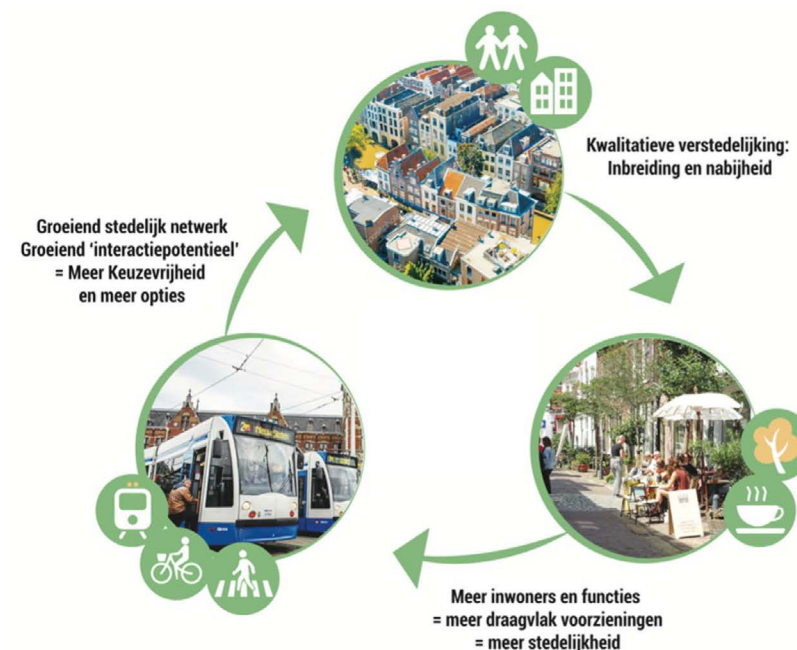 Kwalitatieve verstedelijking:
Inbreiding en nabijheid
Groeiend stedelijk netwerk
Groeiend ‘interactiepotentieel’
= Meer Keuzevrijheid
en meer opties
Meer inwoners en functies
= meer draagvlak voorzieningen
= meer stedelijkheid